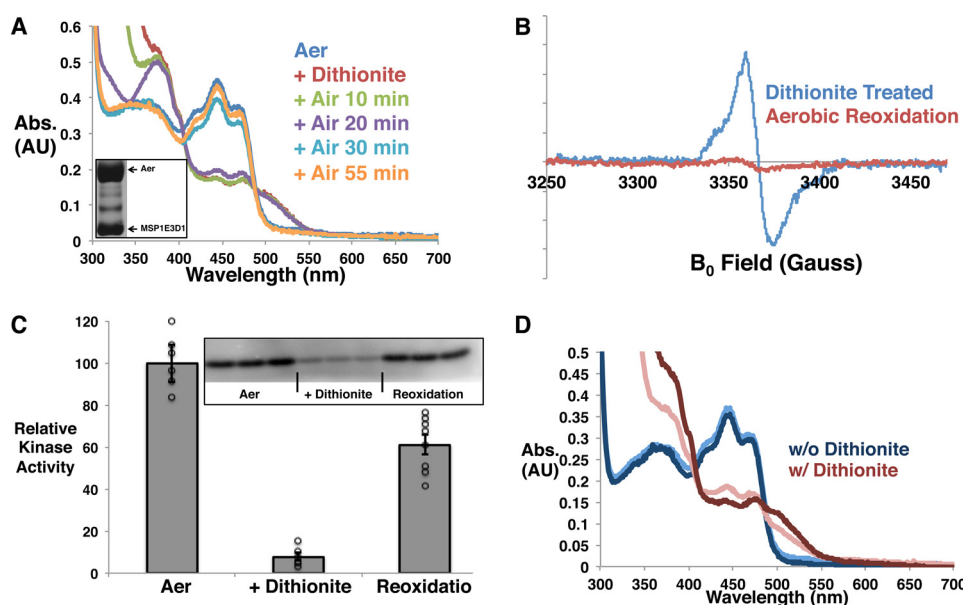 A
0.6
0.5
0.4
Abs.
0.3
(AU)
0.2
0.1
0
300 350 400 450 500 550 600 650 700
Wavelength (nm)
Aer
+ Dithionite
+ Air 10 min
+ Air 20 min
+ Air 30 min
+ Air 55 min
Aer
MSP1E3D1
B
Dithionite Treated
Aerobic Reoxidation
3250 3300 3350 3400 3450
B0 Field (Gauss)
C
120
100
80
Relative
60
Kinase
Activity
40
20
0
Aer + Dithionite Reoxidation
Aer + Dithionite Reoxidatio
D
0.5
0.45
0.4
0.35
0.3
Abs.
0.25
(AU)
0.2
0.15
0.1
0.05
0
w/o Dithionite
w/ Dithionite
300 350 400 450 500 550 600 650 700
Wavelength (nm)